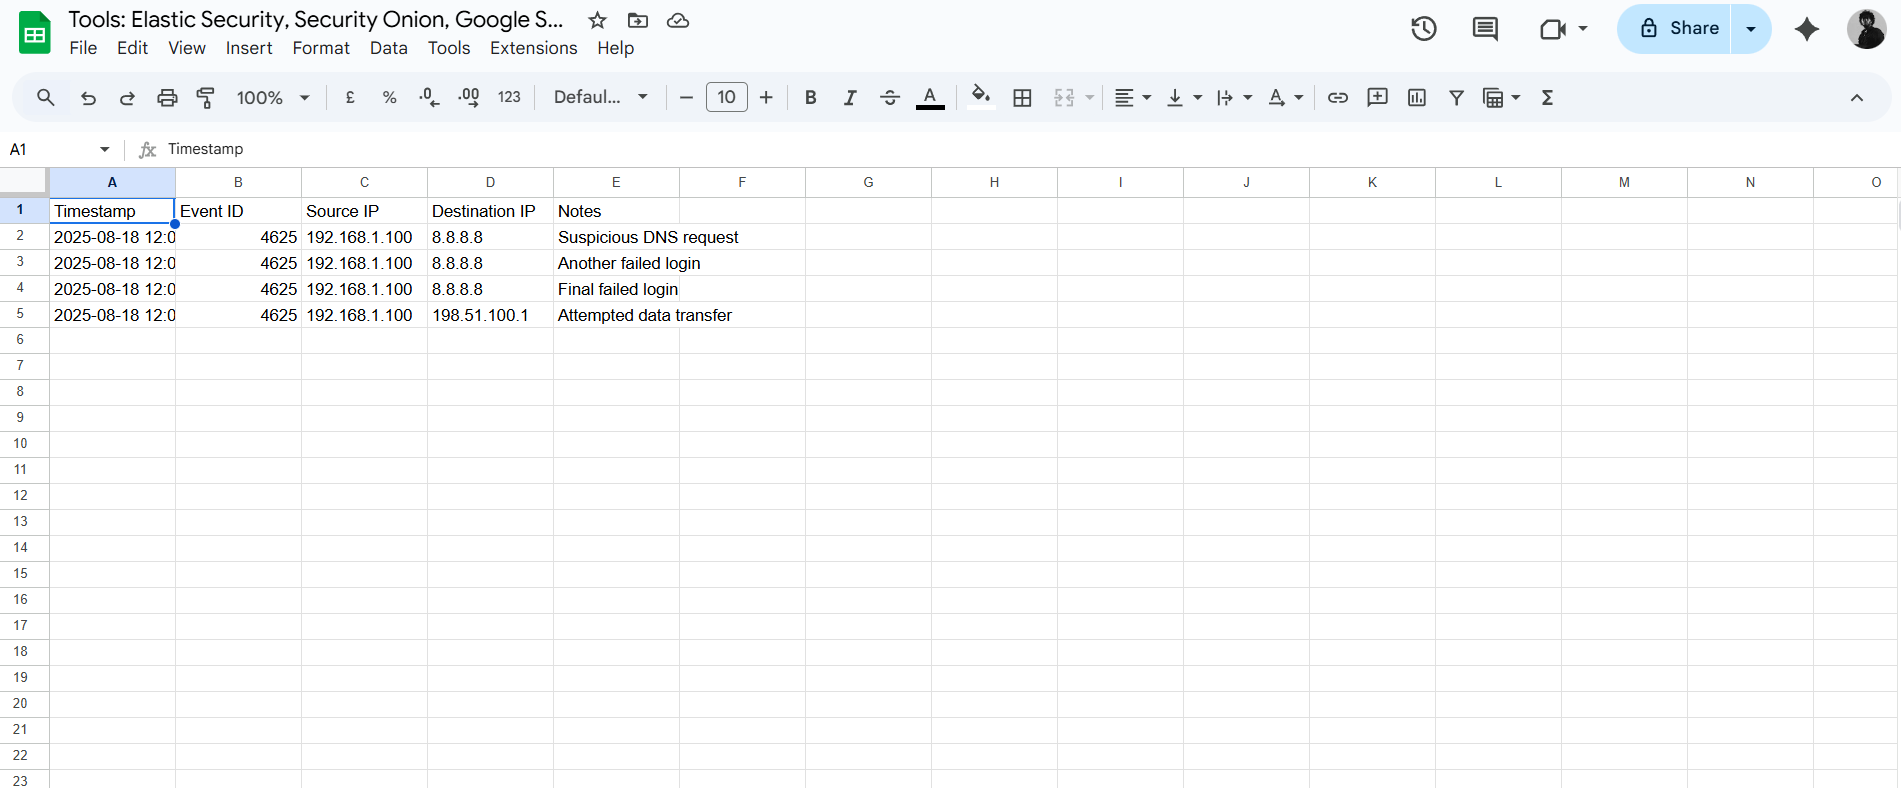 Tools: Elastic Security, Security Onion, Google S...
File Edit View Insert Format Data Tools Extensions Help
Share
100% £ % .0 .00 123 Defaul... 10 B I A A Σ
A1 fx Timestamp
A B C D E F G H I J K L M N O
1 Timestamp Event ID Source IP Destination IP Notes
2 2025-08-18 12:0 4625 192.168.1.100 8.8.8.8 Suspicious DNS request
3 2025-08-18 12:0 4625 192.168.1.100 8.8.8.8 Another failed login
4 2025-08-18 12:0 4625 192.168.1.100 8.8.8.8 Final failed login
5 2025-08-18 12:0 4625 192.168.1.100 198.51.100.1 Attempted data transfer
6
7
8
9
10
11
12
13
14
15
16
17
18
19
20
21
22
23